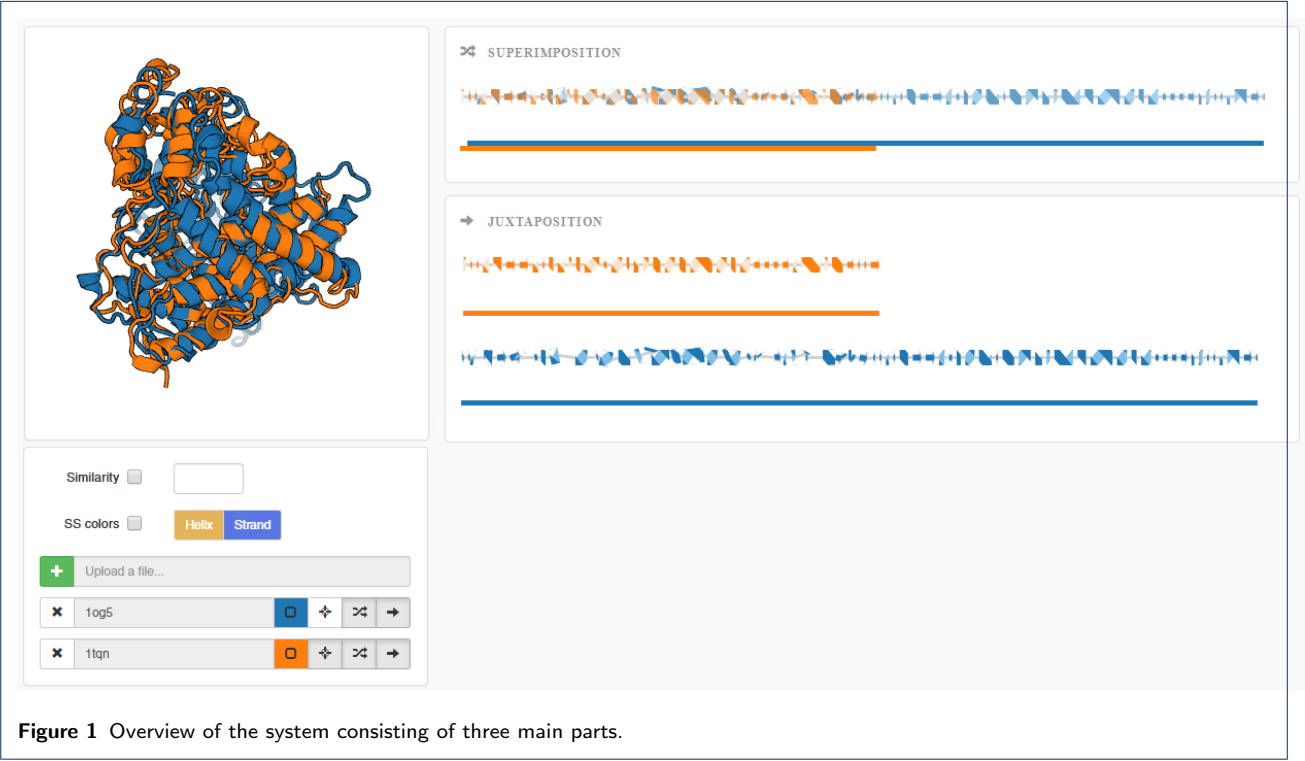 SUPERIMPOSITION
JUXTAPOSITION
Similarity
SS colors Helix Strand
Upload a file...
1og5
1tqn
Figure 1 Overview of the system consisting of three main parts.